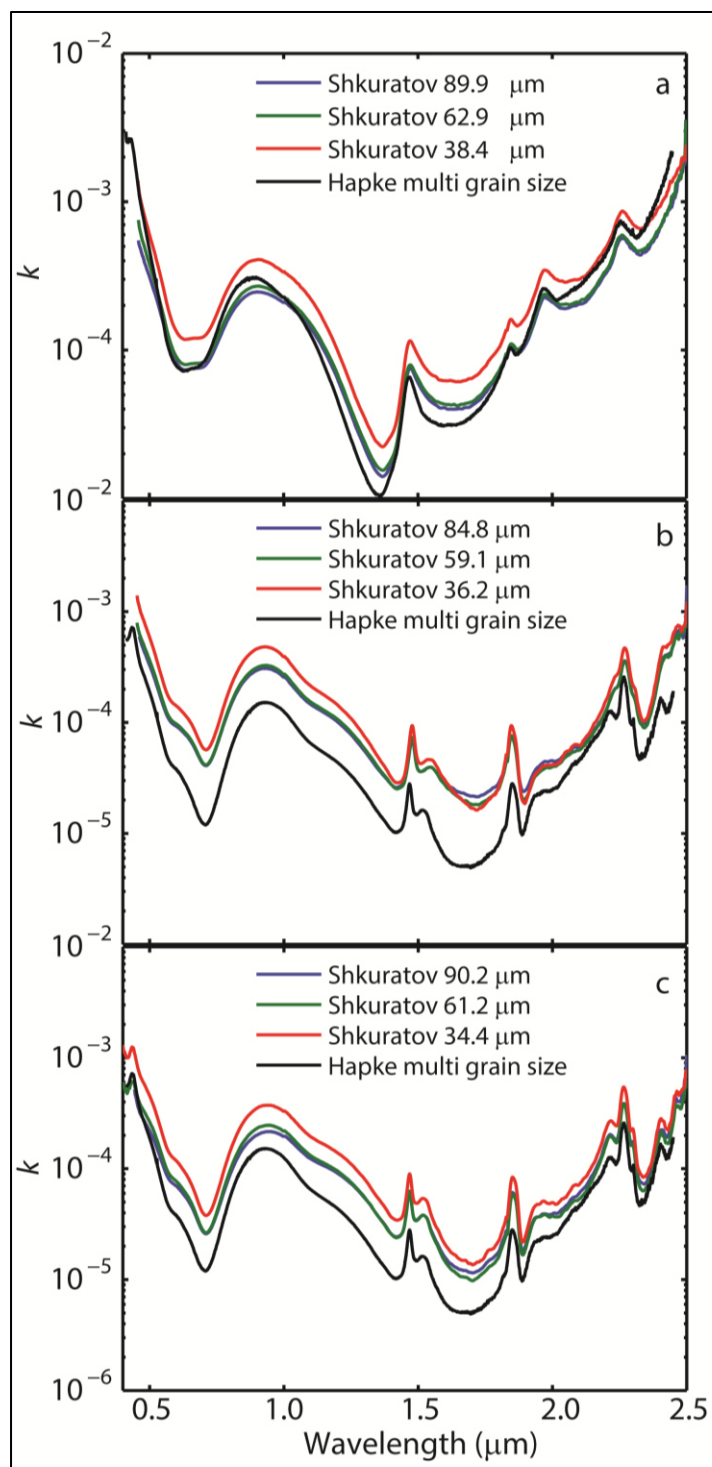 10⁻²
Shkuratov 89.9 μm a
Shkuratov 62.9 μm
Shkuratov 38.4 μm
10⁻³
Hapke multi grain size
k
10⁻⁴
10⁻²
Shkuratov 84.8 μm b
Shkuratov 59.1 μm
Shkuratov 36.2 μm
10⁻³
Hapke multi grain size
k
10⁻⁴
10⁻⁵
10⁻²
Shkuratov 90.2 μm c
Shkuratov 61.2 μm
Shkuratov 34.4 μm
10⁻³
Hapke multi grain size
k
10⁻⁴
10⁻⁵
10⁻⁶
0.5 1.0 1.5 2.0 2.5
Wavelength (μm)